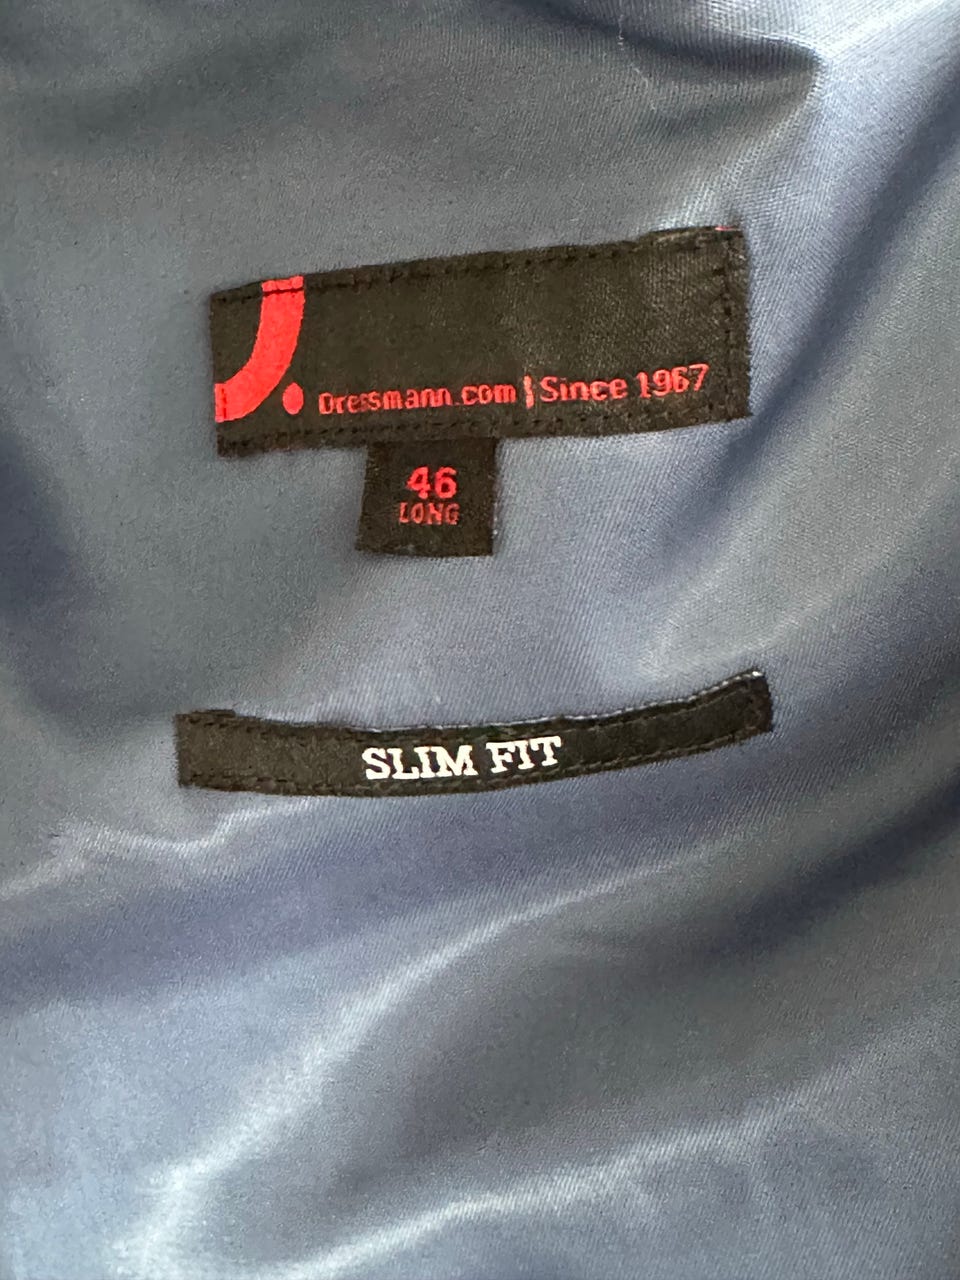 Dressmann.com | Since 1967
46
LONG
SLIM FIT